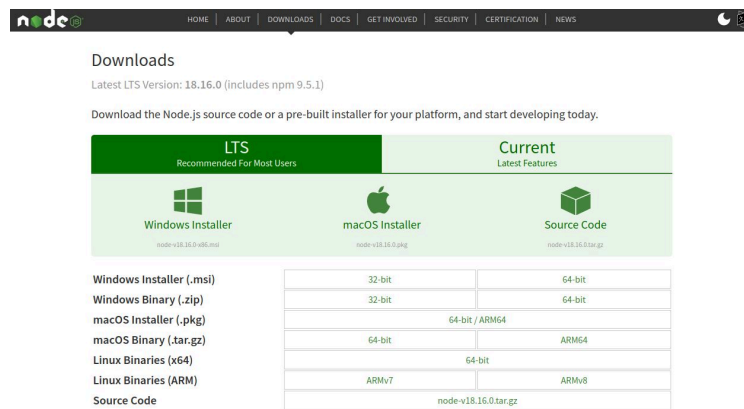 node JS
HOME ABOUT DOWNLOADS DOCS GET INVOLVED SECURITY CERTIFICATION NEWS
Downloads
Latest LTS Version: 18.16.0 (includes npm 9.5.1)
Download the Node.js source code or a pre-built installer for your platform, and start developing today.
LTS
Recommended For Most Users
Current
Latest Features
Windows Installer
node-v18.16.0-x86.msi
macOS Installer
node-v18.16.0.pkg
Source Code
node-v18.16.0.tar.gz
Windows Installer (.msi) 32-bit 64-bit
Windows Binary (.zip) 32-bit 64-bit
macOS Installer (.pkg) 64-bit / ARM64
macOS Binary (.tar.gz) 64-bit ARM64
Linux Binaries (x64) 64-bit
Linux Binaries (ARM) ARMv7 ARMv8
Source Code node-v18.16.0.tar.gz